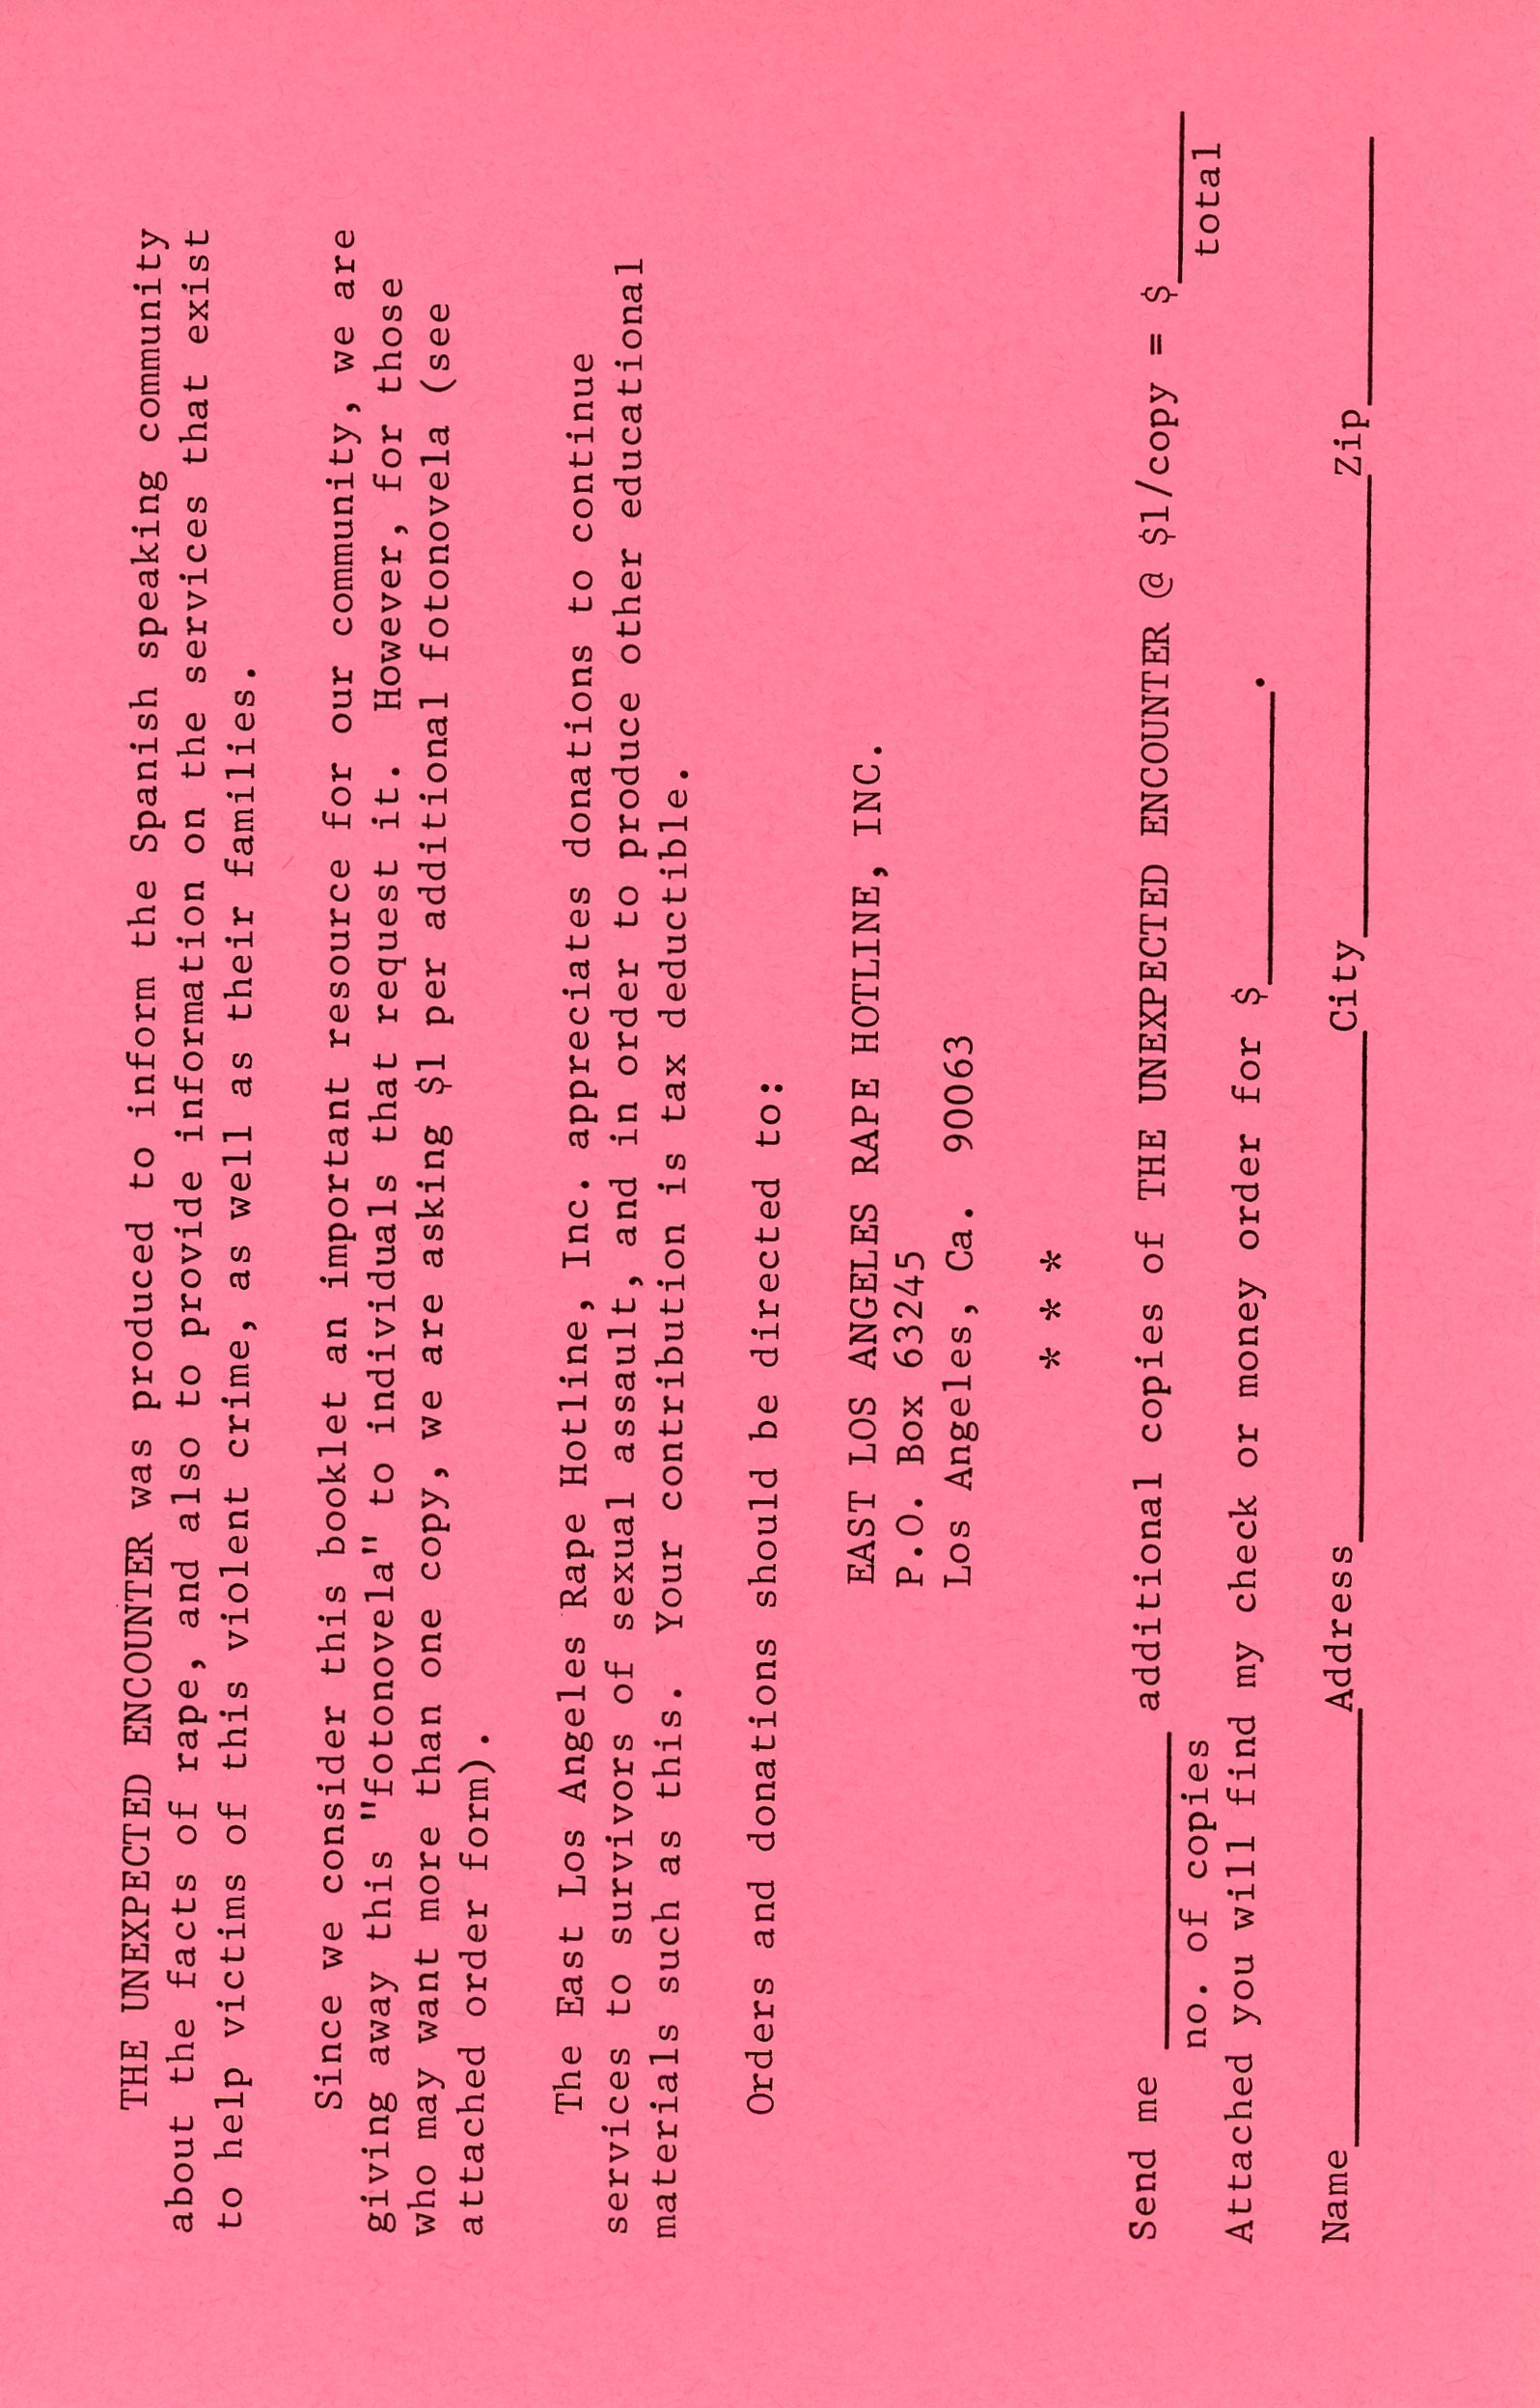 THE UNEXPECTED ENCOUNTER was produced to inform the Spanish speaking community
about the facts of rape, and also to provide information on the services that exist
to help victims of this violent crime, as well as their families.
Since we consider this booklet an important resource for our community, we are
giving away this "fotonovela" to individuals that request it.  However, for those
who may want more than one copy, we are asking $1 per additional fotonovela (see
attached order form).
The East Los Angeles Rape Hotline, Inc. appreciates donations to continue
services to survivors of sexual assault, and in order to produce other educational
materials such as this.  Your contribution is tax deductible.
Orders and donations should be directed to:
EAST LOS ANGELES RAPE HOTLINE, INC.
P.O. Box 63245
Los Angeles, Ca.  90063
* * *
Send me ________ additional copies of THE UNEXPECTED ENCOUNTER @ $1/copy = $______
no. of copies total
Attached you will find my check or money order for $________.
Name____________Address____________City____________Zip________